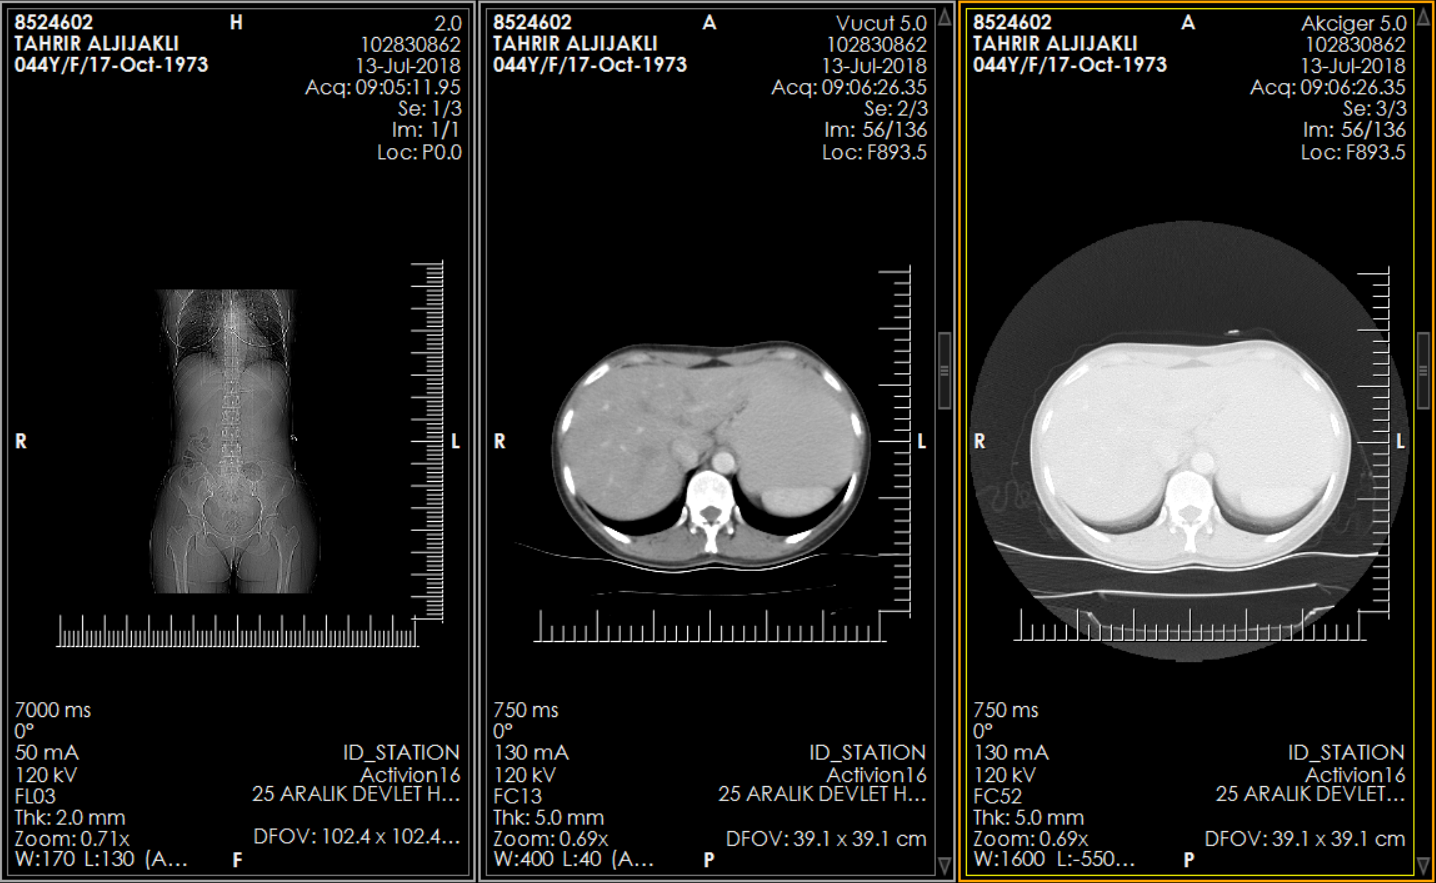 8524602
H
2.0
TAHRIR ALJIJAKLI
102830862
044Y/F/17-Oct-1973
13-Jul-2018
Acq: 09:05:11.95
Se: 1/3
Im: 1/1
Loc: P0.0
R
L
7000 ms
0°
50 mA
ID_STATION
120 kV
Activion16
FL03
25 ARALIK DEVLET H...
Thk: 2.0 mm
Zoom: 0.71x
DFOV: 102.4 x 102.4...
W:170 L:130 (A...
F
8524602
A
Vucut 5.0
TAHRIR ALJIJAKLI
102830862
044Y/F/17-Oct-1973
13-Jul-2018
Acq: 09:06:26.35
Se: 2/3
Im: 56/136
Loc: F893.5
R
L
750 ms
0°
130 mA
ID_STATION
120 kV
Activion16
FC13
25 ARALIK DEVLET H...
Thk: 5.0 mm
Zoom: 0.69x
DFOV: 39.1 x 39.1 cm
W:400 L:40 (A...
P
8524602
A
Akciger 5.0
TAHRIR ALJIJAKLI
102830862
044Y/F/17-Oct-1973
13-Jul-2018
Acq: 09:06:26.35
Se: 3/3
Im: 56/136
Loc: F893.5
R
L
750 ms
0°
130 mA
ID_STATION
120 kV
Activion16
FC52
25 ARALIK DEVLET...
Thk: 5.0 mm
Zoom: 0.69x
DFOV: 39.1 x 39.1 cm
W:1600 L:-550...
P